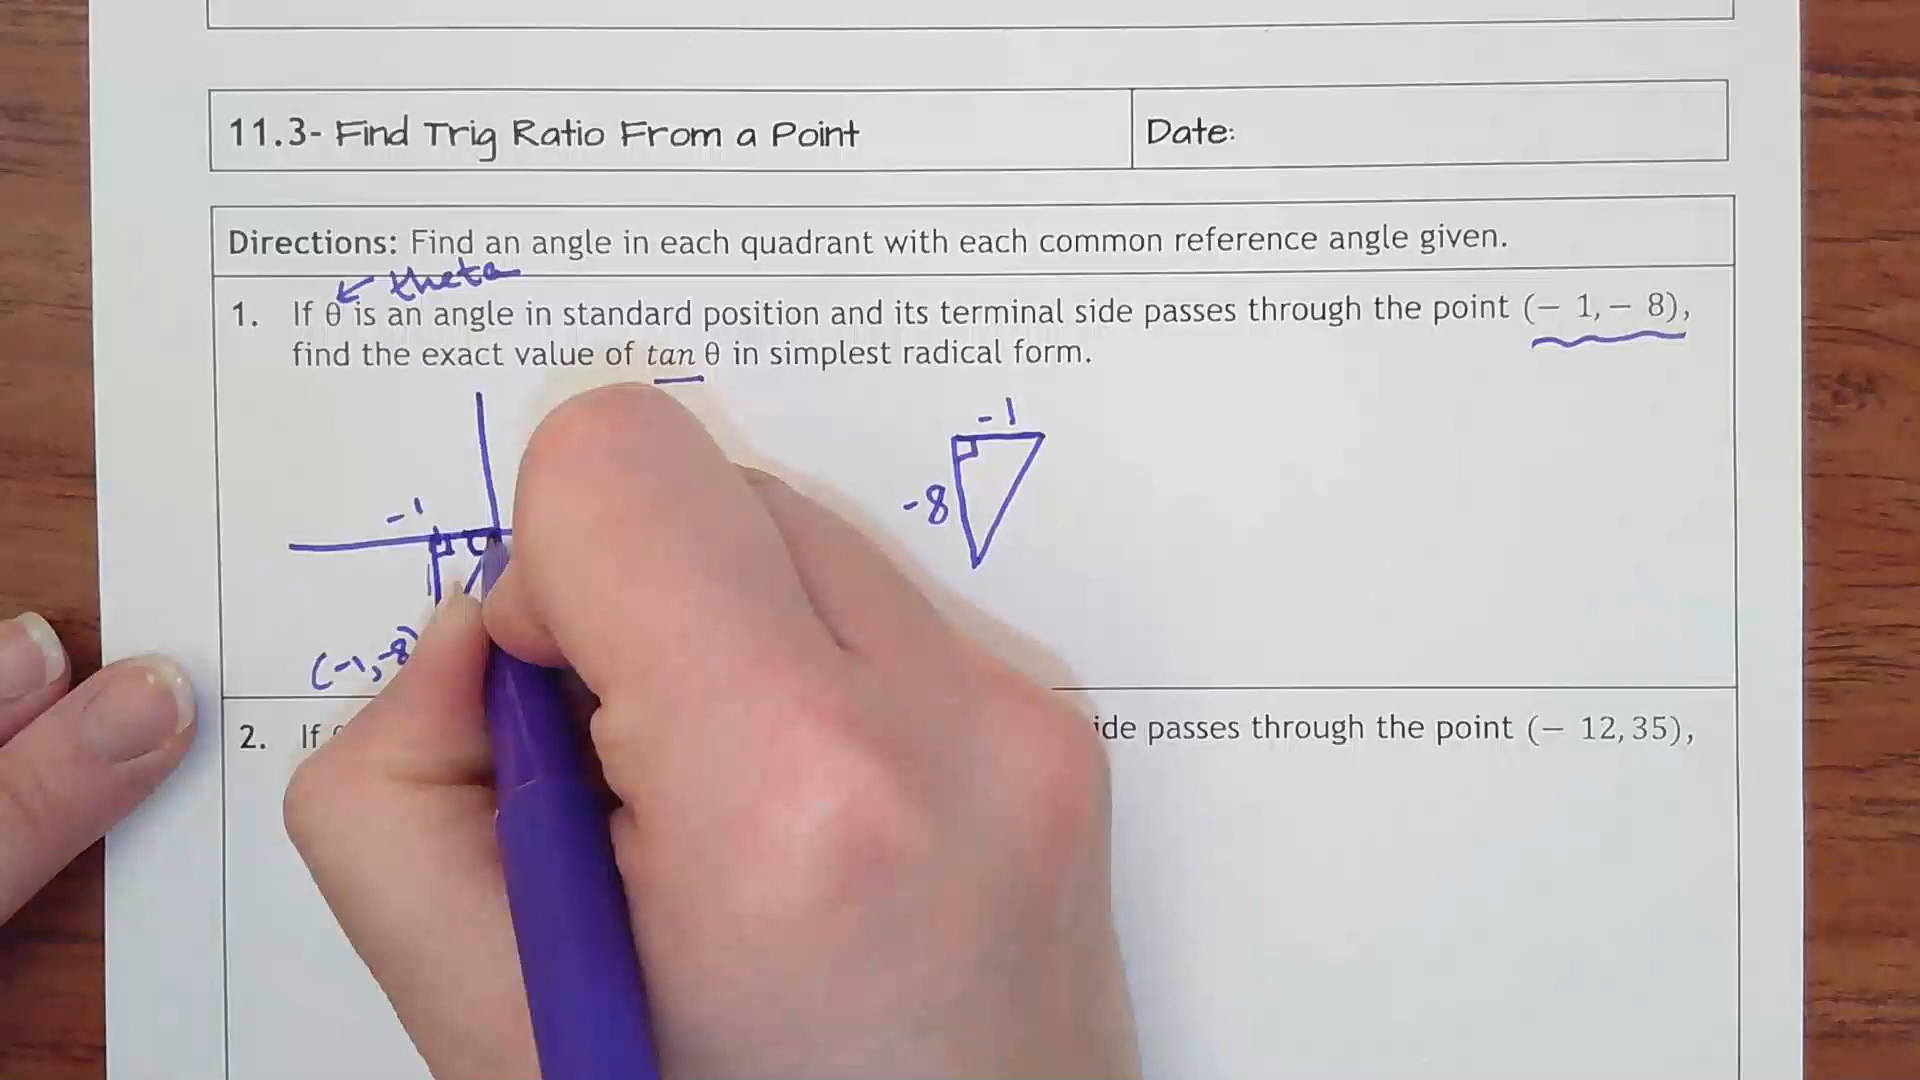 11.3- Find Trig Ratio From a Point
Date:
Directions: Find an angle in each quadrant with each common reference angle given.
theta
1. If θ is an angle in standard position and its terminal side passes through the point (− 1, − 8),
find the exact value of tan θ in simplest radical form.
-1
-8
-1
(-1,-8)
2. If
ide passes through the point (− 12, 35),